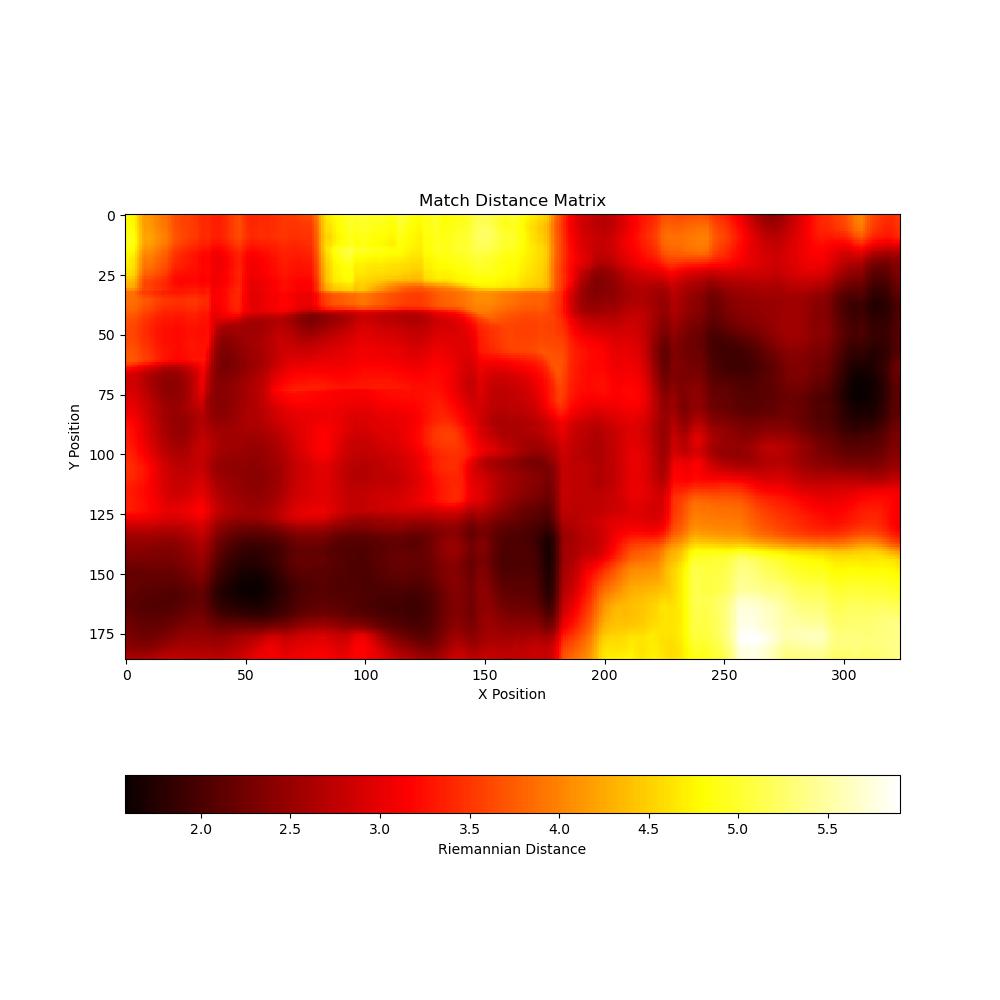 Match Distance Matrix
0
25
50
75
100
125
150
175
Y Position
0 50 100 150 200 250 300
X Position
2.0 2.5 3.0 3.5 4.0 4.5 5.0 5.5
Riemannian Distance